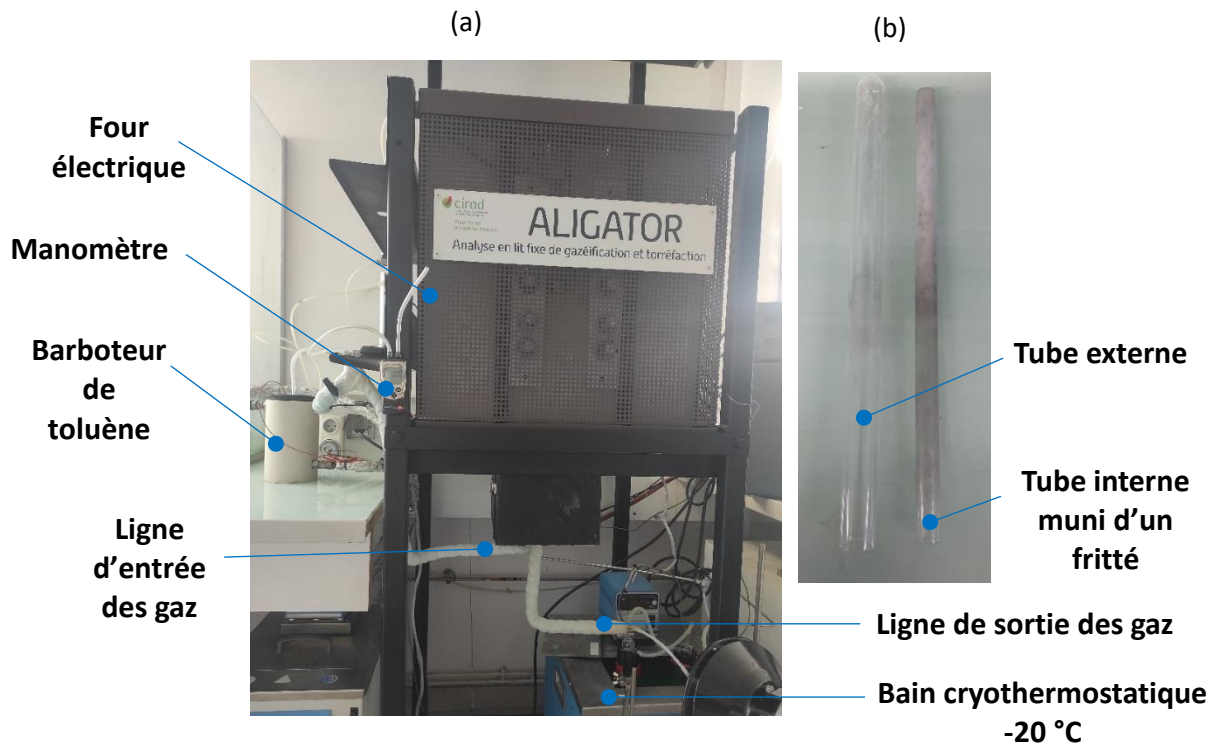 (a)
(b)
Four
électrique
Manomètre
Barboteur
de
toluène
Ligne
d'entrée
des gaz
cirad
ALIGATOR
Analyse en lit fixe de gazéification et torréfaction
Tube externe
Tube interne
muni d'un
fritté
Ligne de sortie des gaz
Bain cryothermostatique
-20 °C